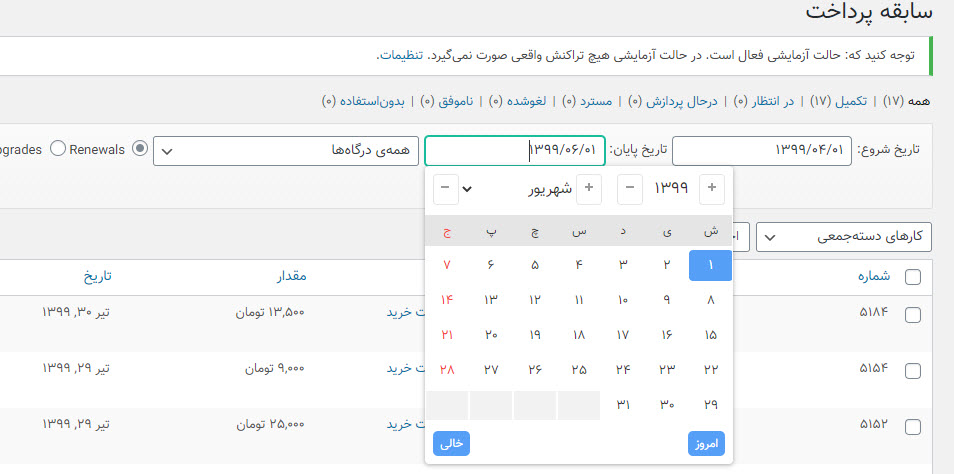 سابقه پرداخت
توجه کنید که: حالت آزمایشی فعال است. در حالت آزمایشی هیچ تراکنش واقعی صورت نمی‌گیرد. تنظیمات.
همه (۱۷) | تکمیل (۱۷) | در انتظار (۰) | درحال پردازش (۰) | مسترد (۰) | لغوشده (۰) | ناموفق (۰) | بدون‌استفاده (۰)
تاریخ شروع: ۱۳۹۹/۰۴/۰۱ تاریخ پایان: ۱۳۹۹/۰۶/۰۱ همه‌ی درگاه‌ها Renewals
+ ۱۳۹۹ − + شهریور −
ش ی د س چ پ ج
۱ ۲ ۳ ۴ ۵ ۶ ۷
۸ ۹ ۱۰ ۱۱ ۱۲ ۱۳ ۱۴
۱۵ ۱۶ ۱۷ ۱۸ ۱۹ ۲۰ ۲۱
۲۲ ۲۳ ۲۴ ۲۵ ۲۶ ۲۷ ۲۸
۲۹ ۳۰ ۳۱
امروز خالی
کارهای دسته‌جمعی
شماره مقدار تاریخ
۵۱۸۴ خرید ۱۳,۵۰۰ تومان تیر ۳۰, ۱۳۹۹
۵۱۵۴ خرید ۹,۰۰۰ تومان تیر ۲۹, ۱۳۹۹
۵۱۵۲ خرید ۲۵,۰۰۰ تومان تیر ۲۹, ۱۳۹۹